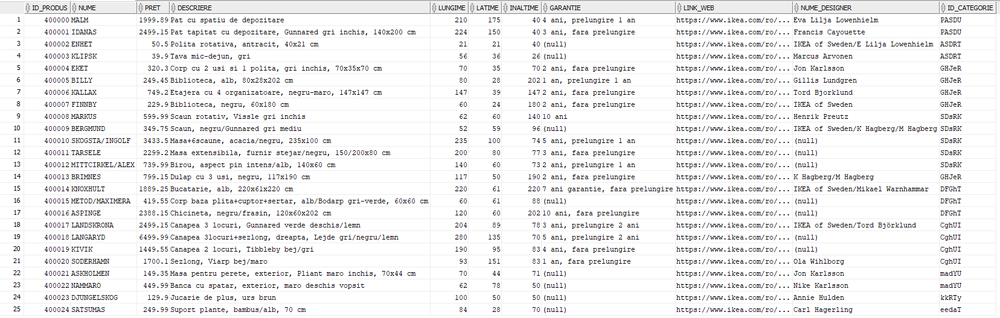 ID_PRODUS NUME PRET DESCRIERE LUNGIME LATIME INALTIME GARANTIE LINK_WEB NUME_DESIGNER ID_CATEGORIE
1 400000 MALM 1999.89 Pat cu spatiu de depozitare 210 175 40 4 ani, prelungire 1 an https://www.ikea.com/ro/... Eva Lilja Lowenhielm PASDU
2 400001 IDANAS 2499.15 Pat tapitat cu depozitare, Gunnared gri inchis, 140x200 cm 224 150 40 3 ani, fara prelungire https://www.ikea.com/ro/... Francis Cayouette PASDU
3 400002 ENHET 50.5 Polita rotativa, antracit, 40x21 cm 21 21 40 (null) https://www.ikea.com/ro/... IKEA of Sweden/E Lilja Lowenhielm ASDRT
4 400003 KLIPSK 39.9 Tava mic-dejun, gri 56 36 26 (null) https://www.ikea.com/ro/... Marcus Arvonen ASDRT
5 400004 EKET 320.3 Corp cu 2 usi si 1 polita, gri inchis, 70x35x70 cm 70 35 70 2 ani, fara prelungire https://www.ikea.com/ro/... Jon Karlsson GHJeR
6 400005 BILLY 249.45 Biblioteca, alb, 80x28x202 cm 80 28 202 1 an, prelungire 1 an https://www.ikea.com/ro/... Gillis Lundgren GHJeR
7 400006 KALLAX 749.2 Etajera cu 4 organizatoare, negru-maro, 147x147 cm 147 39 147 2 ani, fara prelungire https://www.ikea.com/ro/... Tord Bjorklund GHJeR
8 400007 FINNBY 229.9 Biblioteca, negru, 60x180 cm 60 24 180 2 ani, fara prelungire https://www.ikea.com/ro/... IKEA of Sweden GHJeR
9 400008 MARKUS 599.99 Scaun rotativ, Vissle gri inchis 62 60 140 10 ani https://www.ikea.com/ro/... Henrik Preutz SDsRK
10 400009 BERGMUND 349.75 Scaun, negru/Gunnared gri mediu 52 59 96 (null) https://www.ikea.com/ro/... IKEA of Sweden/K Hagberg/M Hagberg SDsRK
11 400010 SKOGSTA/INGOLF 3433.5 Masa+6scaune, acacia/negru, 235x100 cm 235 100 74 5 ani, prelungire 1 an https://www.ikea.com/ro/... (null) SDsRK
12 400011 TARSELE 2299.2 Masa extensibila, furnir stejar/negru, 150/200x80 cm 200 80 77 3 ani, fara prelungire https://www.ikea.com/ro/... (null) SDsRK
13 400012 MITTCIRKEL/ALEX 739.99 Birou, aspect pin intens/alb, 140x60 cm 140 60 73 2 ani, prelungire 1 an https://www.ikea.com/ro/... (null) SDsRK
14 400013 BRIMNES 799.15 Dulap cu 3 usi, negru, 117x190 cm 117 50 190 2 ani, fara prelungire https://www.ikea.com/ro/... K Hagberg/M Hagberg GHJeR
15 400014 KNOXHULT 1889.25 Bucatarie, alb, 220x61x220 cm 220 61 220 7 ani garantie, fara prelungire https://www.ikea.com/ro/... IKEA of Sweden/Mikael Warnhammar DFGhT
16 400015 METOD/MAXIMERA 419.55 Corp baza plita+cuptor+sertar, alb/Bodarp gri-verde, 60x60 cm 60 61 88 (null) https://www.ikea.com/ro/... (null) DFGhT
17 400016 ASPINGE 2388.15 Chicineta, negru/frasin, 120x60x202 cm 120 60 202 10 ani, fara prelungire https://www.ikea.com/ro/... (null) DFGhT
18 400017 LANDSKRONA 2499.15 Canapea 3 locuri, Gunnared verde deschis/lemn 204 89 78 3 ani, prelungire 2 ani https://www.ikea.com/ro/... IKEA of Sweden/Tord Björklund CghUI
19 400018 LANGARYD 6499.99 Canapea 3locuri+sezlong, dreapta, Lejde gri/negru/lemn 280 135 70 5 ani, prelungire 2 ani https://www.ikea.com/ro/... (null) CghUI
20 400019 KIVIK 1449.55 Canapea 2 locuri, Tibbleby bej/gri 190 95 83 4 ani, fara prelungire https://www.ikea.com/ro/... (null) CghUI
21 400020 SODERHAMN 1700.1 Sezlong, Viarp bej/maro 93 151 83 1 an, fara prelungire https://www.ikea.com/ro/... Ola Wihlborg CghUI
22 400021 ASKHOLMEN 149.35 Masa pentru perete, exterior, Pliant maro inchis, 70x44 cm 70 44 71 (null) https://www.ikea.com/ro/... Jon Karlsson madYU
23 400022 NAMMARO 449.99 Banca cu spatar, exterior, maro deschis vopsit 62 78 50 (null) https://www.ikea.com/ro/... Nike Karlsson madYU
24 400023 DJUNGELSKOG 129.9 Jucarie de plus, urs brun 100 50 50 (null) https://www.ikea.com/ro/... Annie Hulden kkRTy
25 400024 SATSUMAS 249.99 Suport plante, bambus/alb, 70 cm 84 28 70 (null) https://www.ikea.com/ro/... Carl Hagerling eedaT